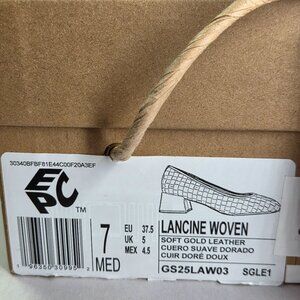 30340BFBF81E44C00F20A3EF
EPC
TM
7
MED
EU 37.5
UK 5
MEX 4.5
LANCINE WOVEN
SOFT GOLD LEATHER
CUERO SUAVE DORADO
CUIR DORÉ DOUX
GS25LAW03 SGLE1